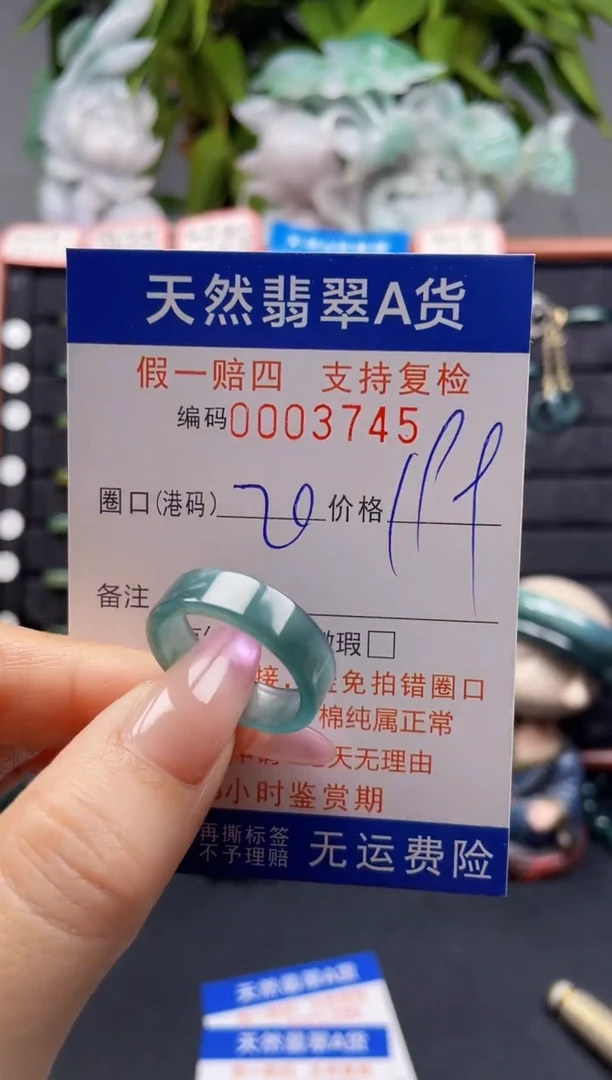 天然翡翠A货
假一赔四 支持复检
编码0003745
圈口(港码) 20 价格
备注
瑕□
接, 免拍错圈口
棉纯属正常
天无理由
小时鉴赏期
再撕标签
不予理赔
无运费险
天然翡翠A货
天然翡翠A货